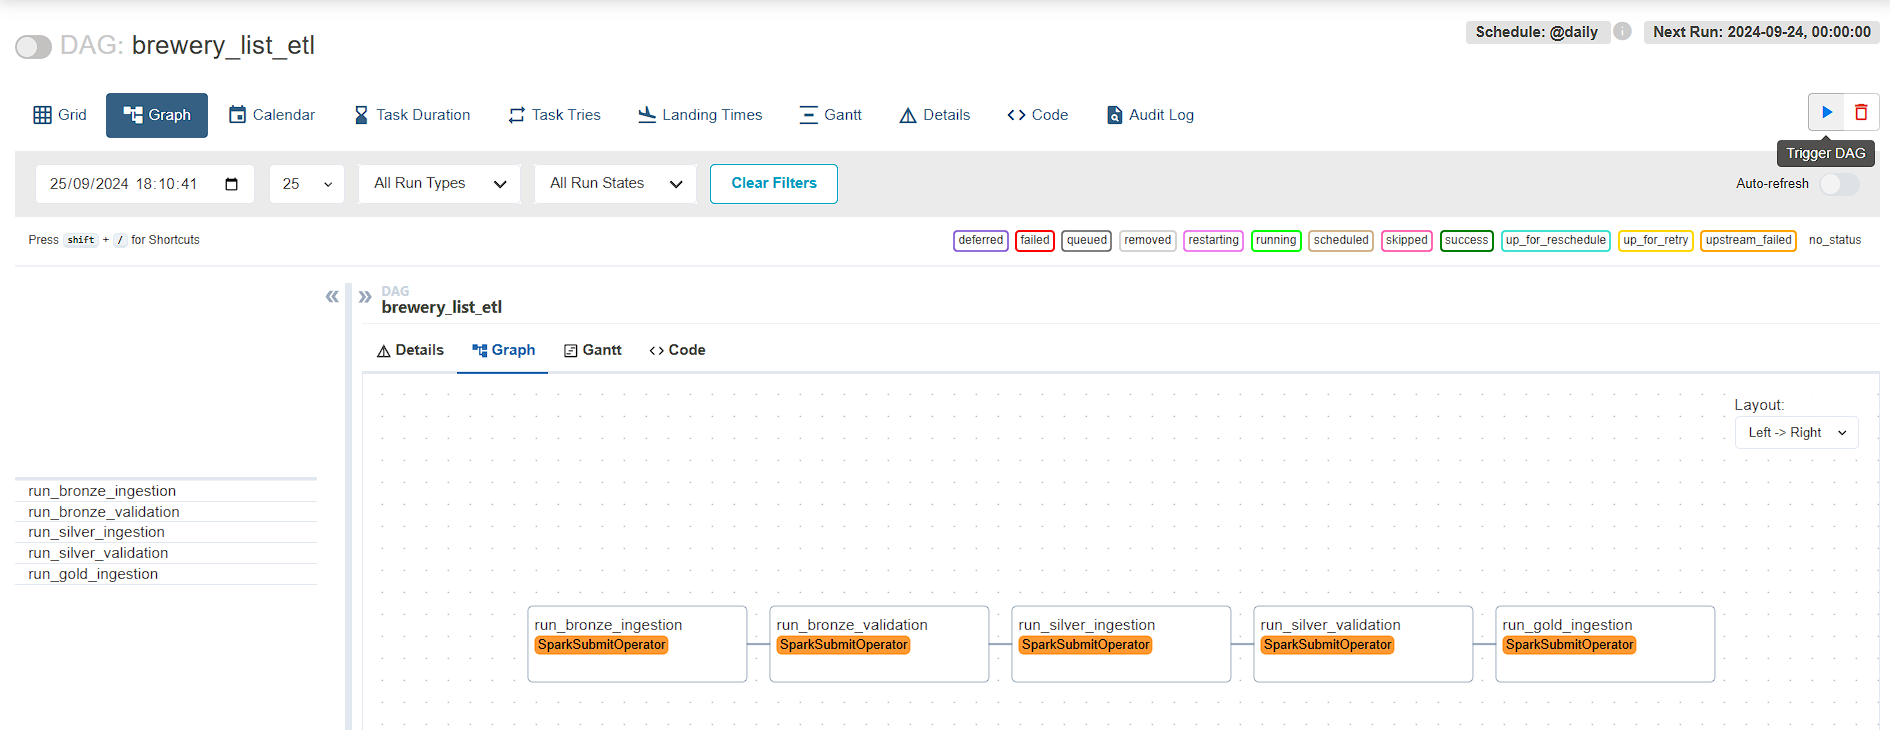 DAG: brewery_list_etl
Schedule: @daily
Next Run: 2024-09-24, 00:00:00
Grid
Graph
Calendar
Task Duration
Task Tries
Landing Times
Gantt
Details
Code
Audit Log
Trigger DAG
25/09/2024 18:10:41
25
All Run Types
All Run States
Clear Filters
Auto-refresh
Press shift + / for Shortcuts
deferred
failed
queued
removed
restarting
running
scheduled
skipped
success
up_for_reschedule
up_for_retry
upstream_failed
no_status
DAG
brewery_list_etl
Details
Graph
Gantt
Code
Layout:
Left -> Right
run_bronze_ingestion
run_bronze_validation
run_silver_ingestion
run_silver_validation
run_gold_ingestion
run_bronze_ingestion
SparkSubmitOperator
run_bronze_validation
SparkSubmitOperator
run_silver_ingestion
SparkSubmitOperator
run_silver_validation
SparkSubmitOperator
run_gold_ingestion
SparkSubmitOperator